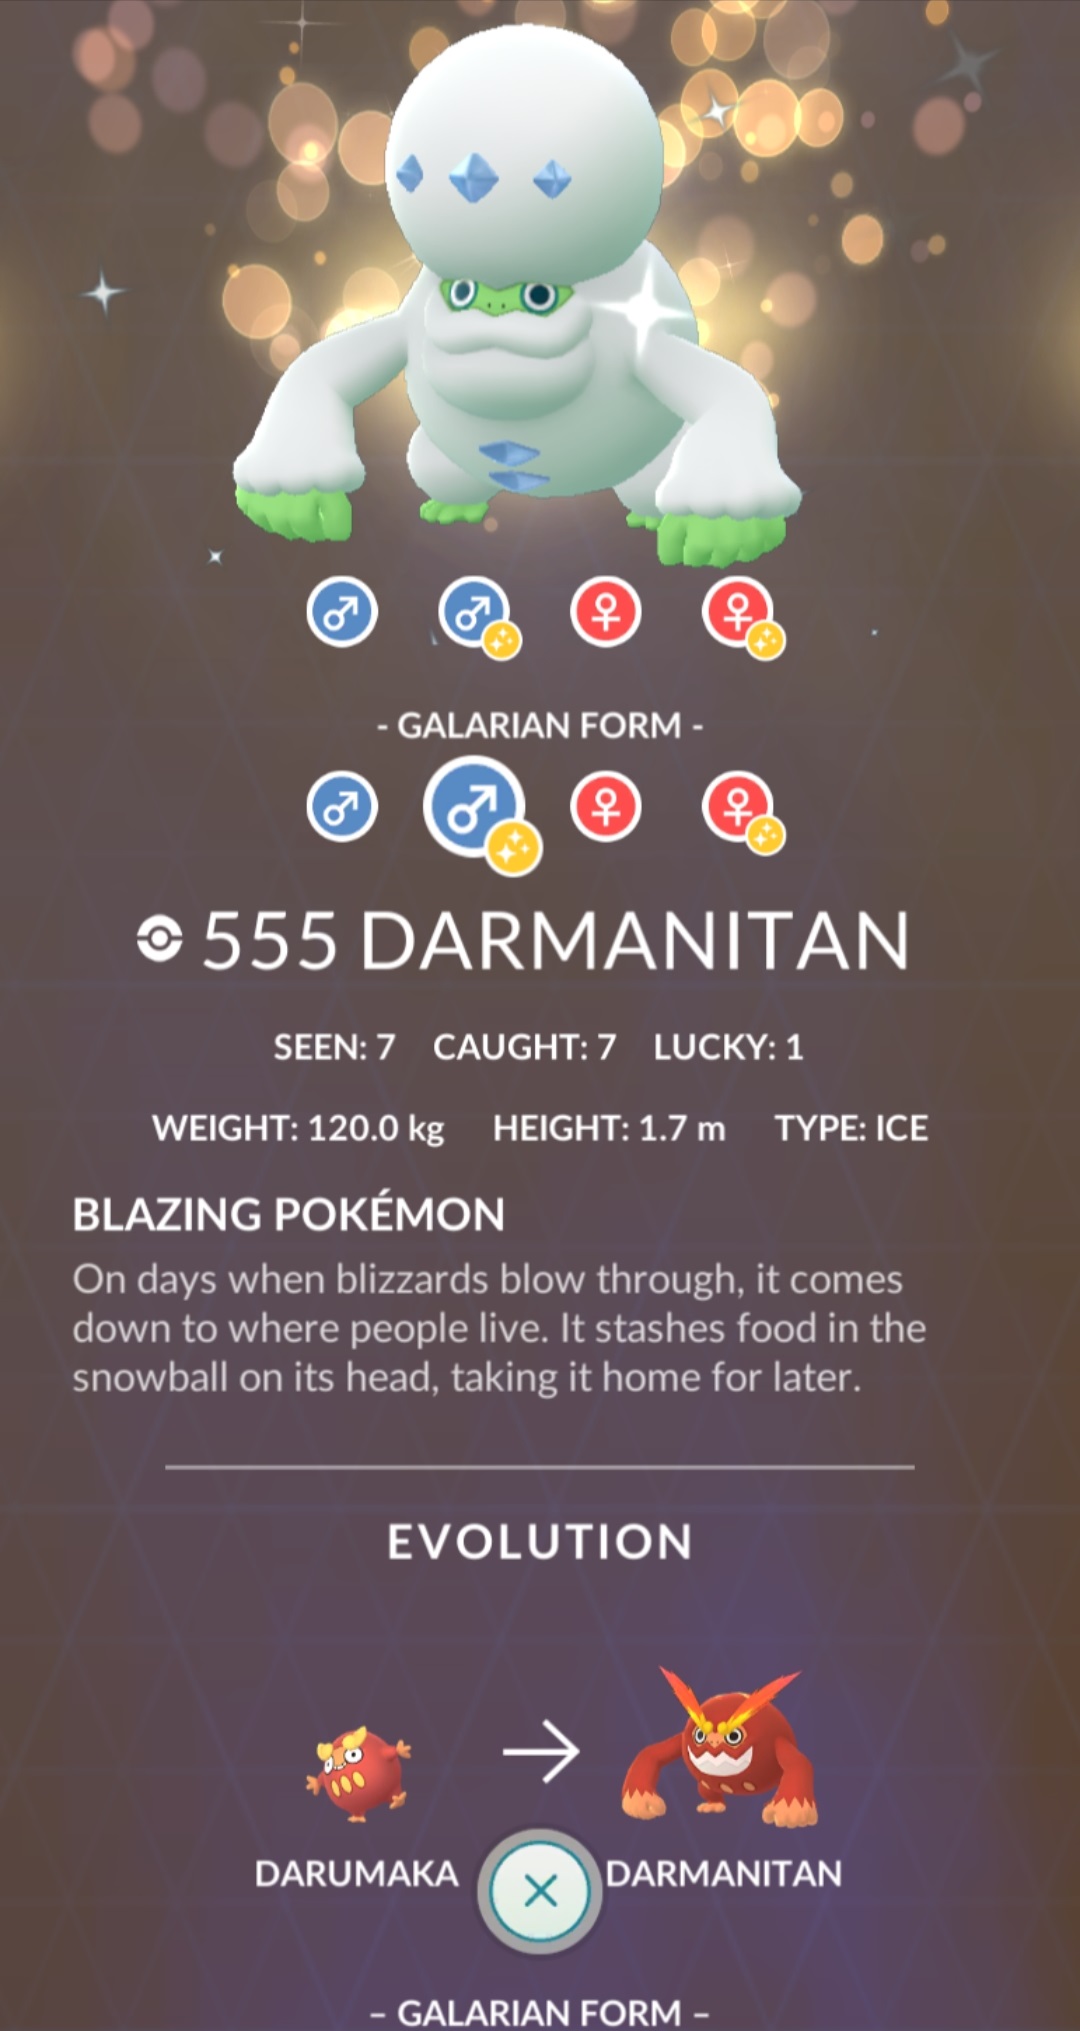 - GALARIAN FORM -
555 DARMANITAN
SEEN: 7 CAUGHT: 7 LUCKY: 1
WEIGHT: 120.0 kg HEIGHT: 1.7 m TYPE: ICE
BLAZING POKÉMON
On days when blizzards blow through, it comes
down to where people live. It stashes food in the
snowball on its head, taking it home for later.
EVOLUTION
DARUMAKA DARMANITAN
– GALARIAN FORM –